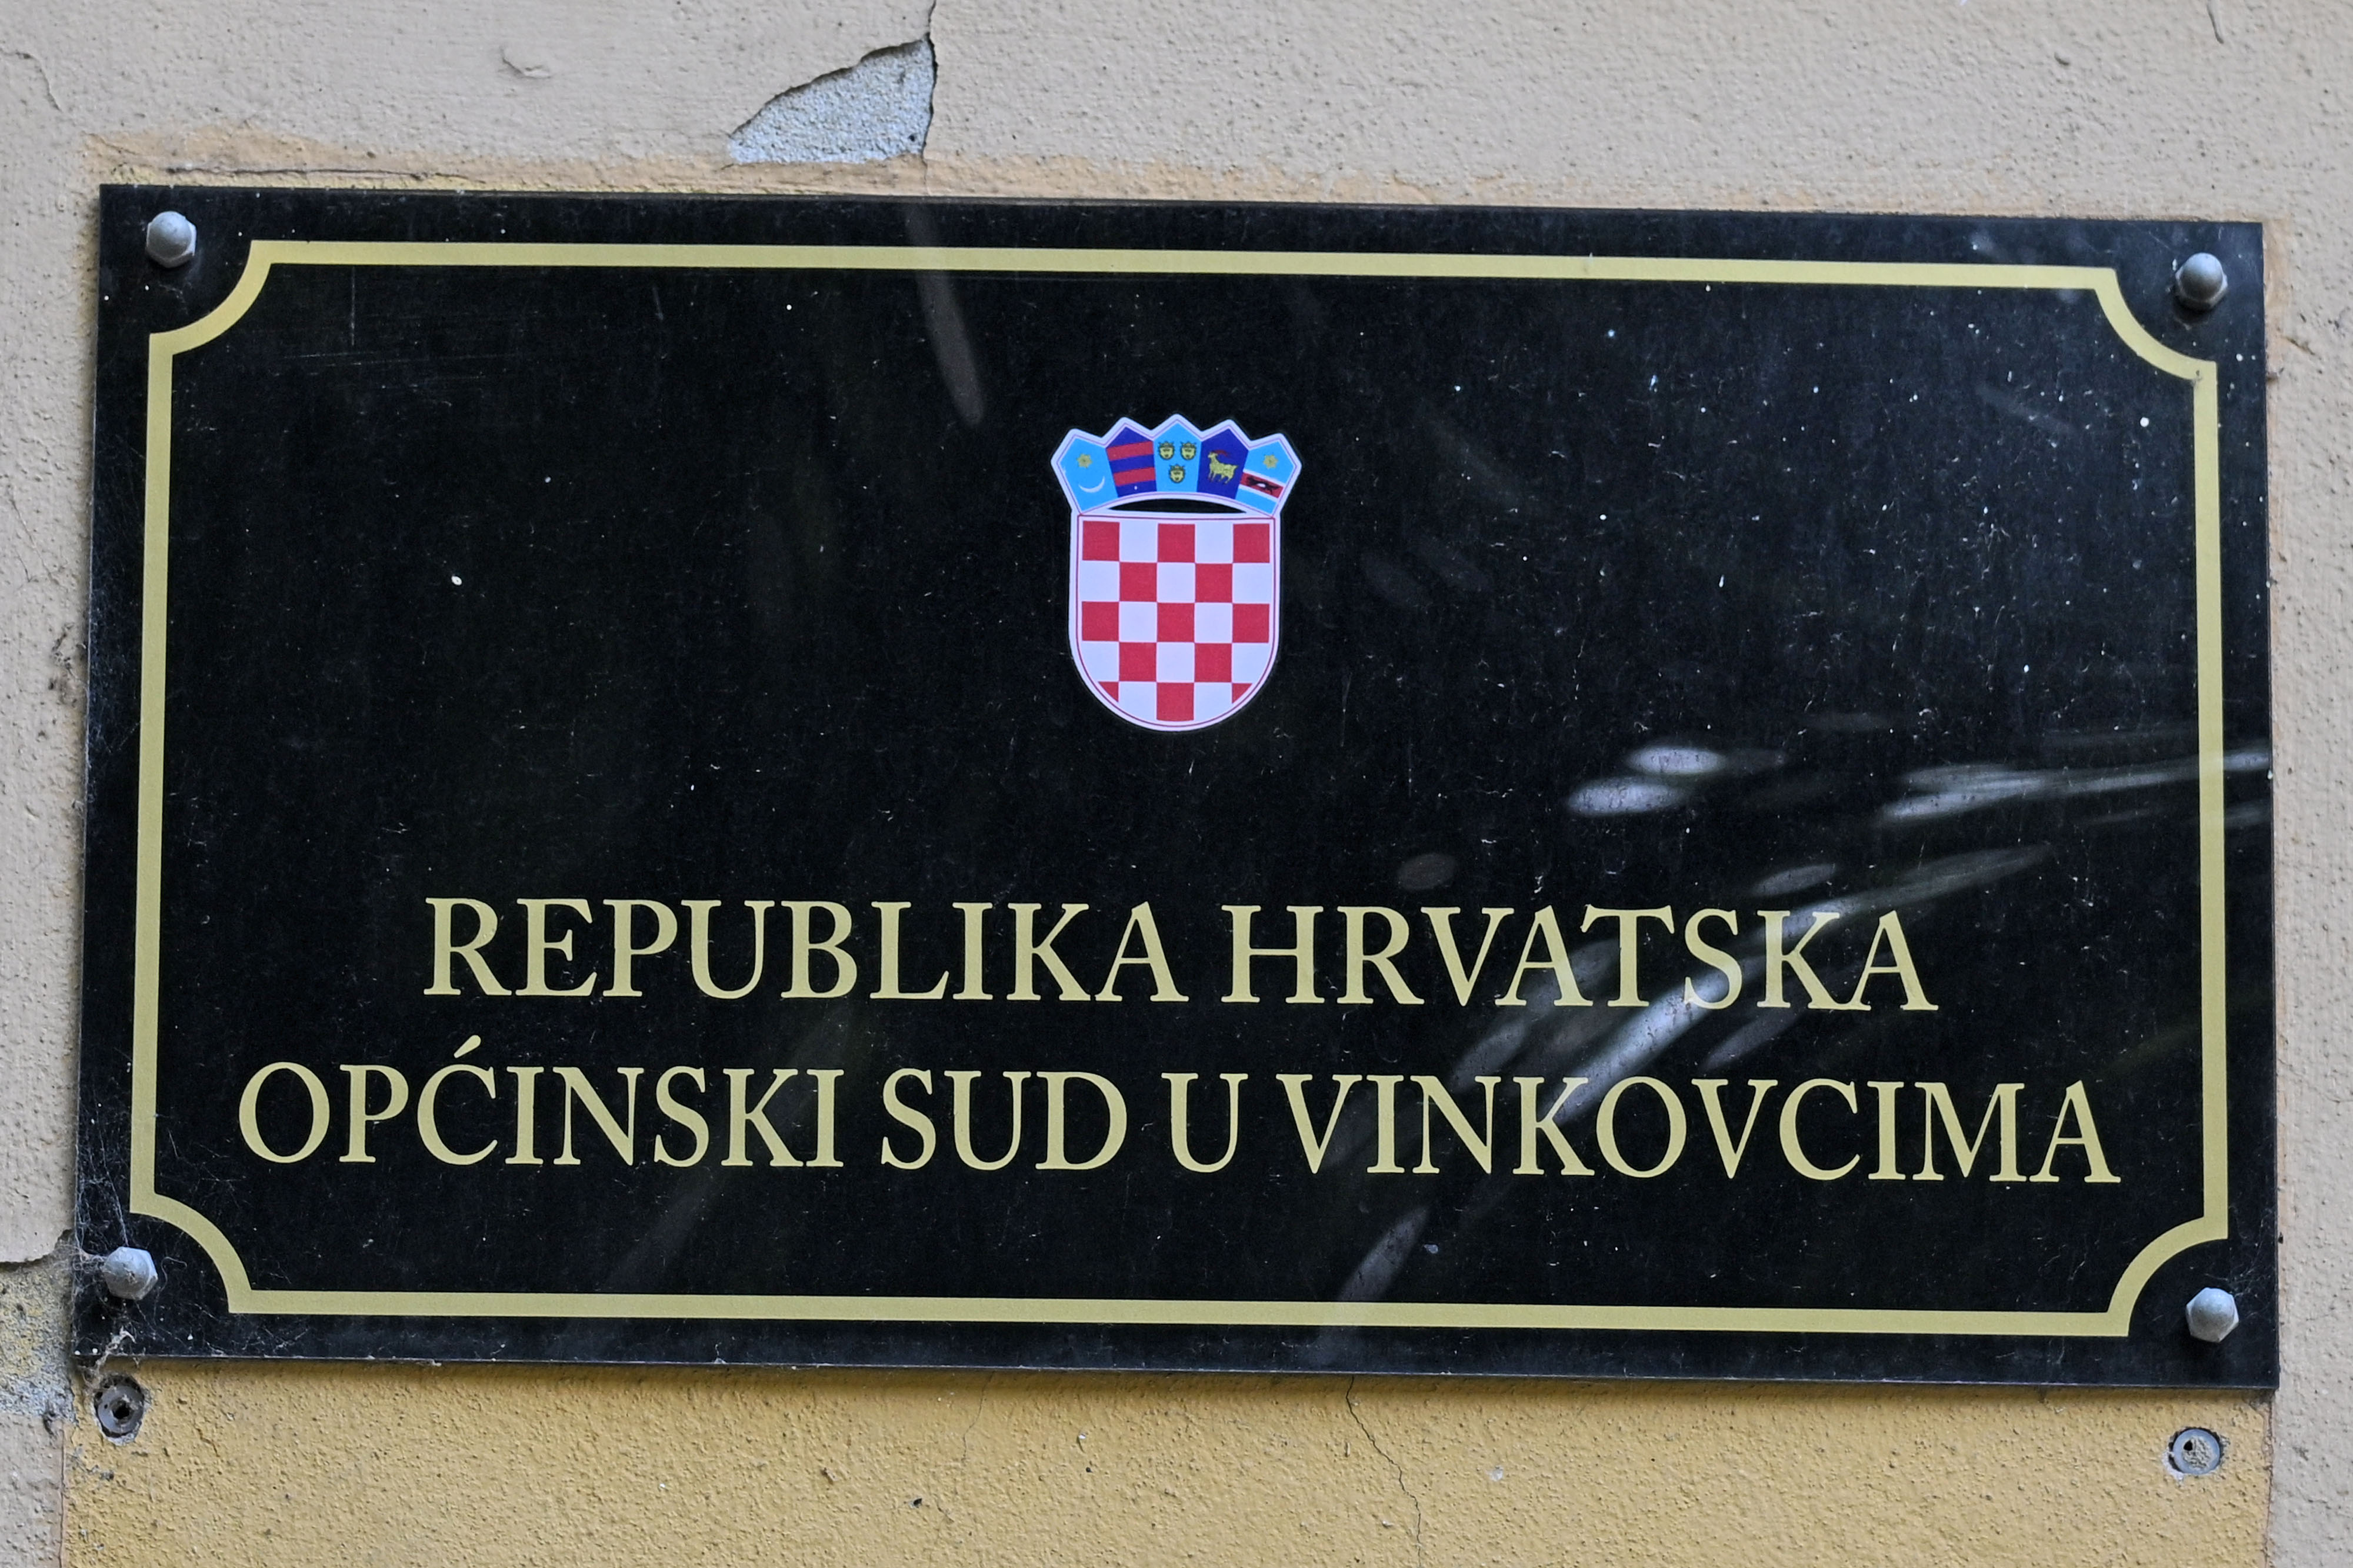 REPUBLIKA HRVATSKA
OPĆINSKI SUD U VINKOVCIMA